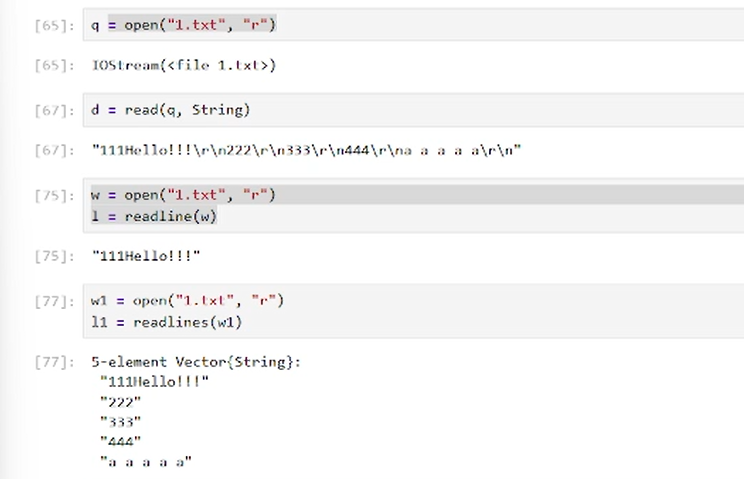 [65]: q = open("1.txt", "r")
[65]: IOStream(<file 1.txt>)
[67]: d = read(q, String)
[67]: "111Hello!!!\r\n222\r\n333\r\n444\r\na a a a a\r\n"
[75]: w = open("1.txt", "r")
l = readline(w)
[75]: "111Hello!!!"
[77]: w1 = open("1.txt", "r")
l1 = readlines(w1)
[77]: 5-element Vector{String}:
"111Hello!!!"
"222"
"333"
"444"
"a a a a a"